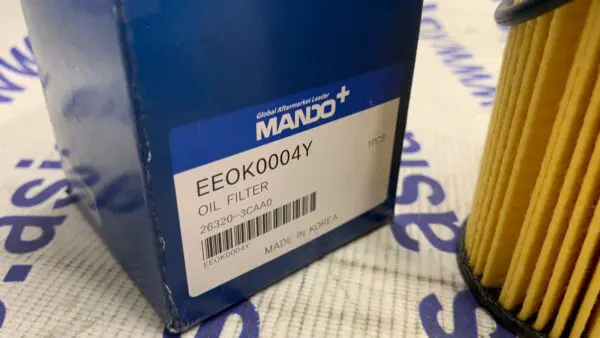 Global Aftermarket Leader
MANDO+
EEOK0004Y
1PCS
OIL FILTER
26320-3CAA0
EEOK0004Y
MADE IN KOREA